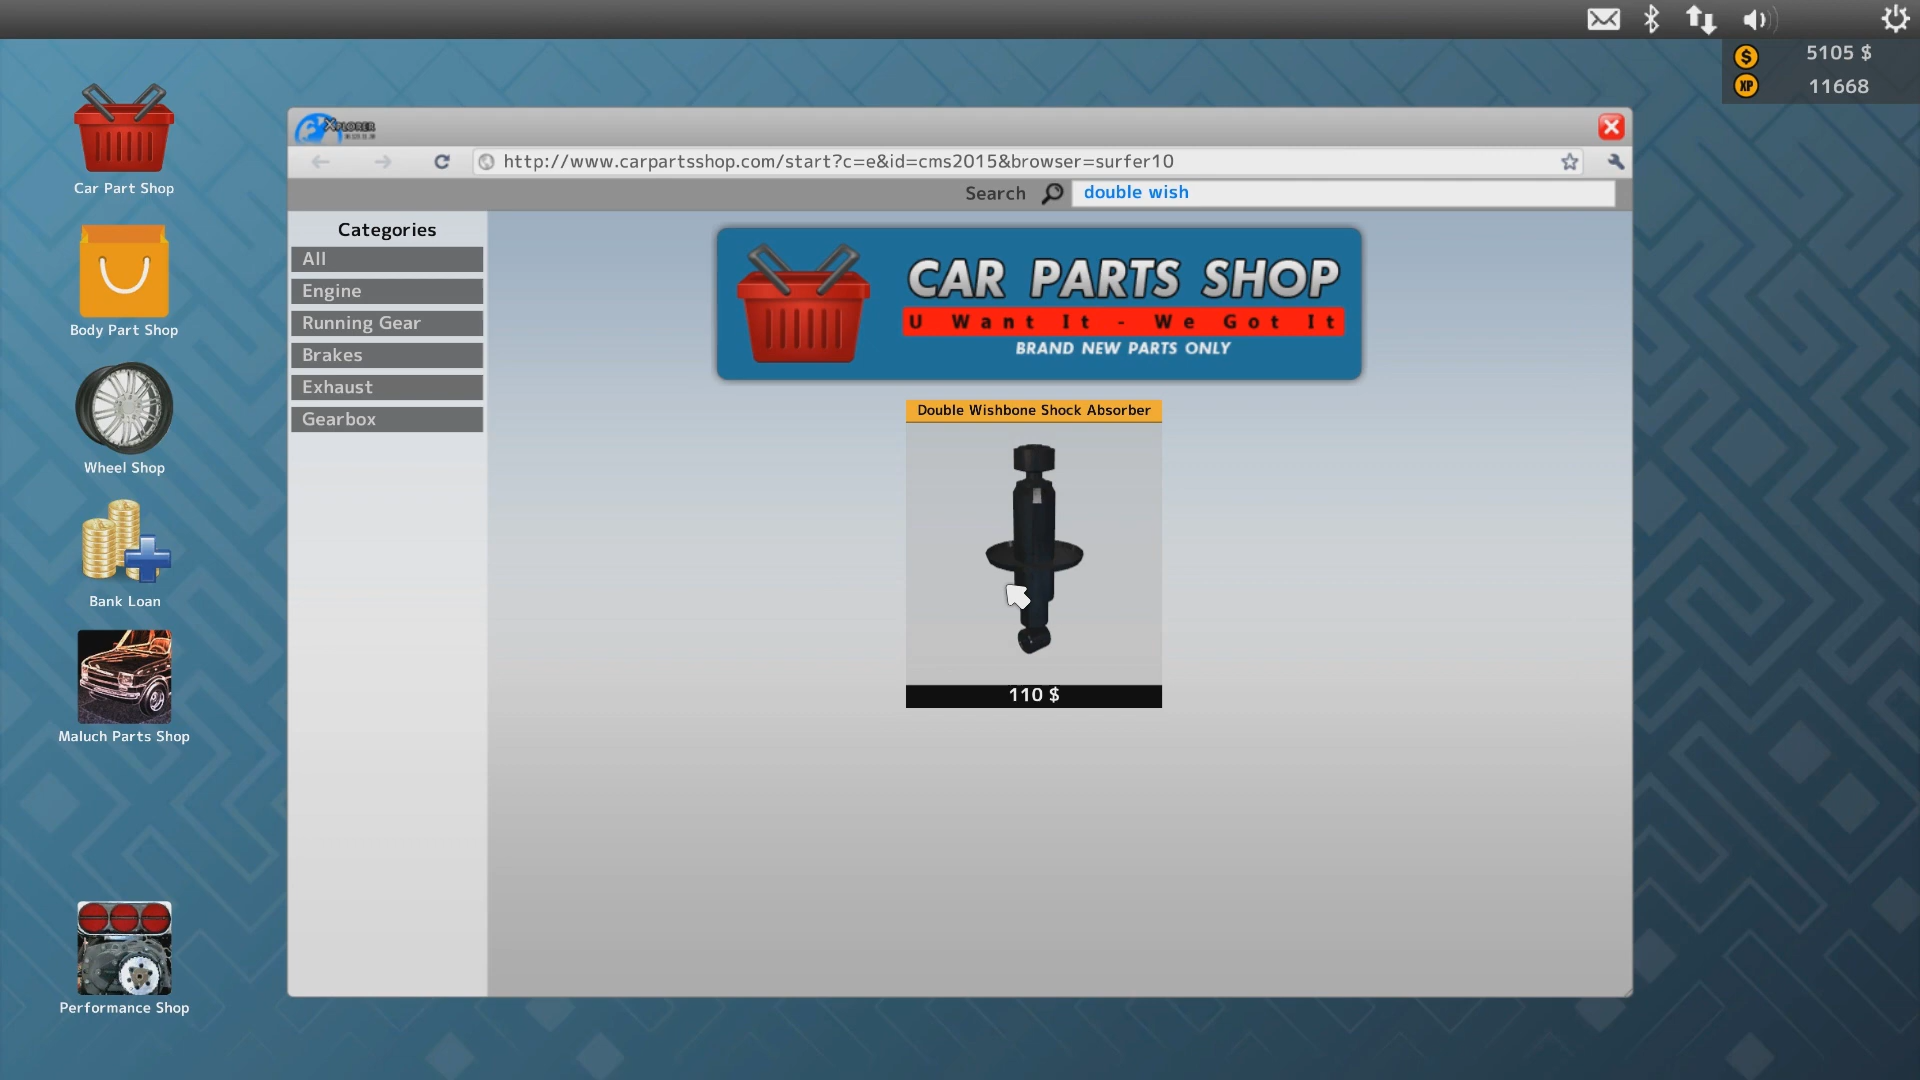 5105 $
XP
11668
Car Part Shop
Body Part Shop
Wheel Shop
Bank Loan
Maluch Parts Shop
Performance Shop
XPLORER
http://www.carpartsshop.com/start?c=e&id=cms2015&browser=surfer10
Search
double wish
Categories
All
Engine
Running Gear
Brakes
Exhaust
Gearbox
CAR PARTS SHOP
U Want It - We Got It
BRAND NEW PARTS ONLY
Double Wishbone Shock Absorber
110 $